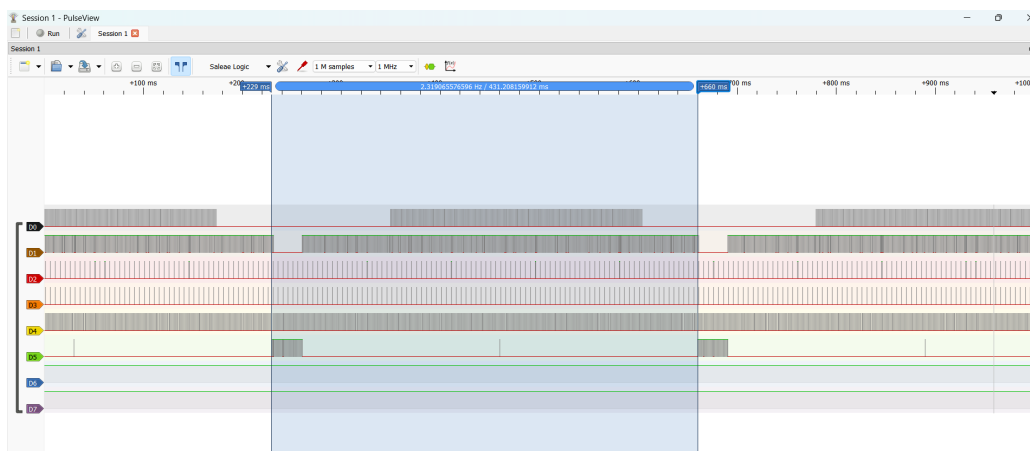 Session 1 - PulseView
Run Session 1
Session 1
Saleae Logic 1 M samples 1 MHz
+100 ms +229 ms 2.319065576596 Hz / 431.208159912 ms +660 ms +800 ms +900 ms
D0
D1
D2
D3
D4
D5
D6
D7